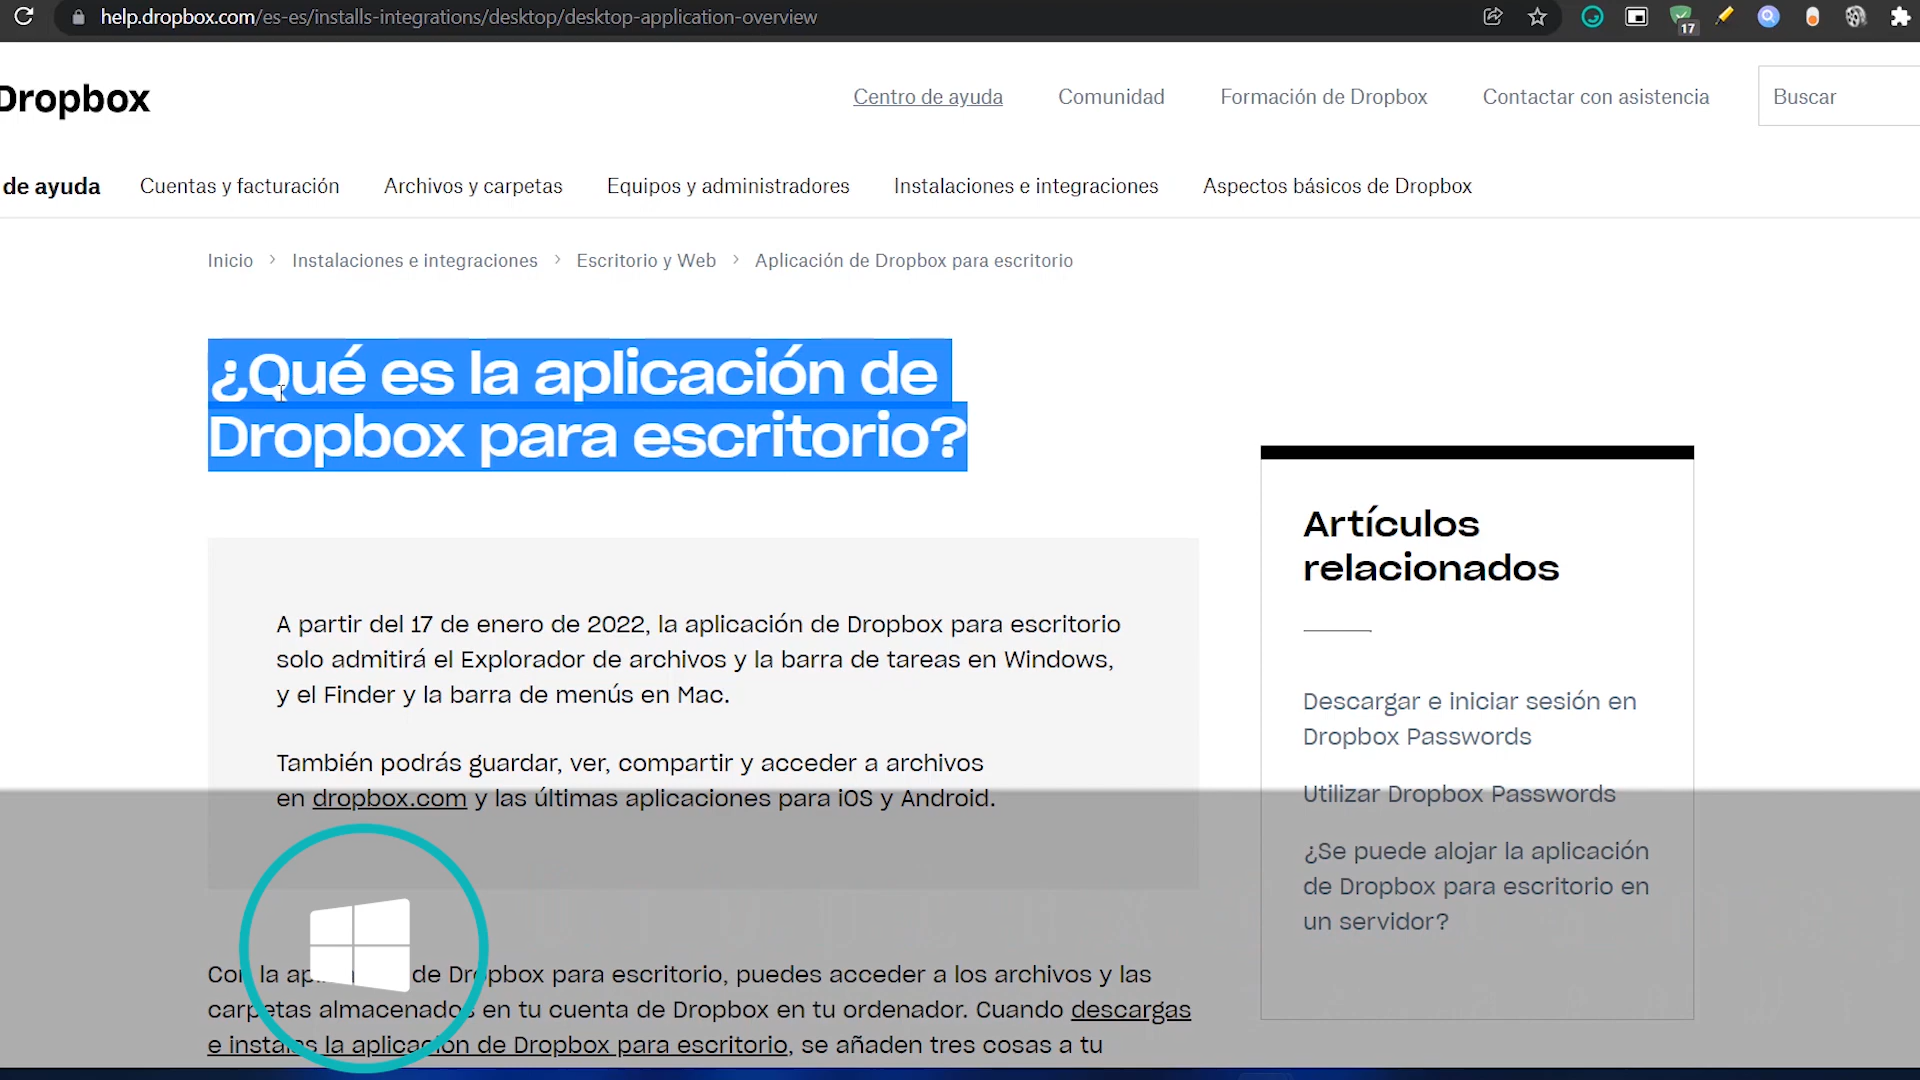 help.dropbox.com/es-es/installs-integrations/desktop/desktop-application-overview
17
Dropbox
Centro de ayuda
Comunidad
Formación de Dropbox
Contactar con asistencia
Buscar
de ayuda
Cuentas y facturación
Archivos y carpetas
Equipos y administradores
Instalaciones e integraciones
Aspectos básicos de Dropbox
Inicio > Instalaciones e integraciones > Escritorio y Web > Aplicación de Dropbox para escritorio
¿Qué es la aplicación de
Dropbox para escritorio?
A partir del 17 de enero de 2022, la aplicación de Dropbox para escritorio
solo admitirá el Explorador de archivos y la barra de tareas en Windows,
y el Finder y la barra de menús en Mac.
También podrás guardar, ver, compartir y acceder a archivos
en dropbox.com y las últimas aplicaciones para iOS y Android.
Con la de Dropbox para escritorio, puedes acceder a los archivos y las
carpetas almacenados en tu cuenta de Dropbox en tu ordenador. Cuando descargas
e instalas la aplicación de Dropbox para escritorio, se añaden tres cosas a tu
Artículos
relacionados
Descargar e iniciar sesión en
Dropbox Passwords
Utilizar Dropbox Passwords
¿Se puede alojar la aplicación
de Dropbox para escritorio en
un servidor?